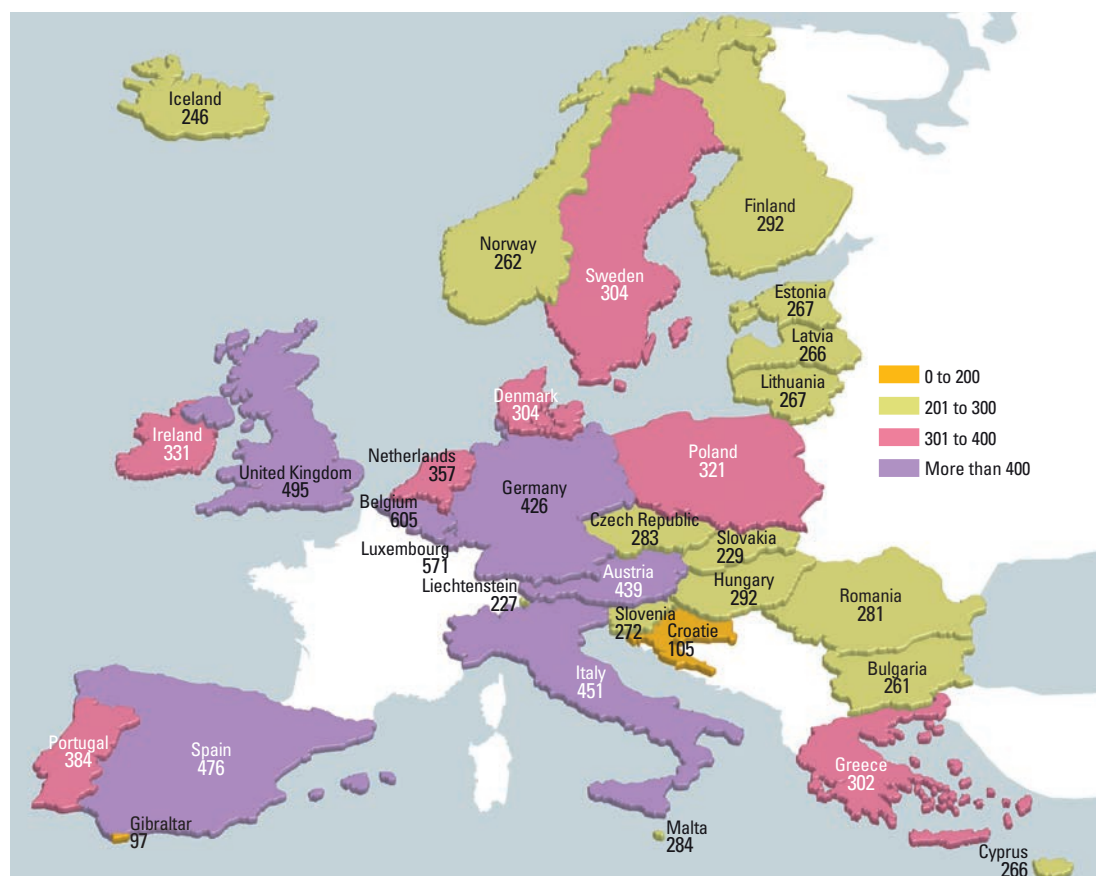 Iceland
246
Finland
292
Norway
262
Sweden
304
Estonia
267
Latvia
266
Lithuania
267
0 to 200
201 to 300
301 to 400
More than 400
Denmark
304
Ireland
331
United Kingdom
495
Netherlands
357
Poland
321
Germany
426
Belgium
605
Czech Republic
283
Slovakia
229
Luxembourg
571
Austria
439
Hungary
292
Liechtenstein
227
Romania
281
Slovenia
272
Croatie
105
Bulgaria
261
Italy
451
Portugal
384
Spain
476
Greece
302
Gibraltar
97
Malta
284
Cyprus
266